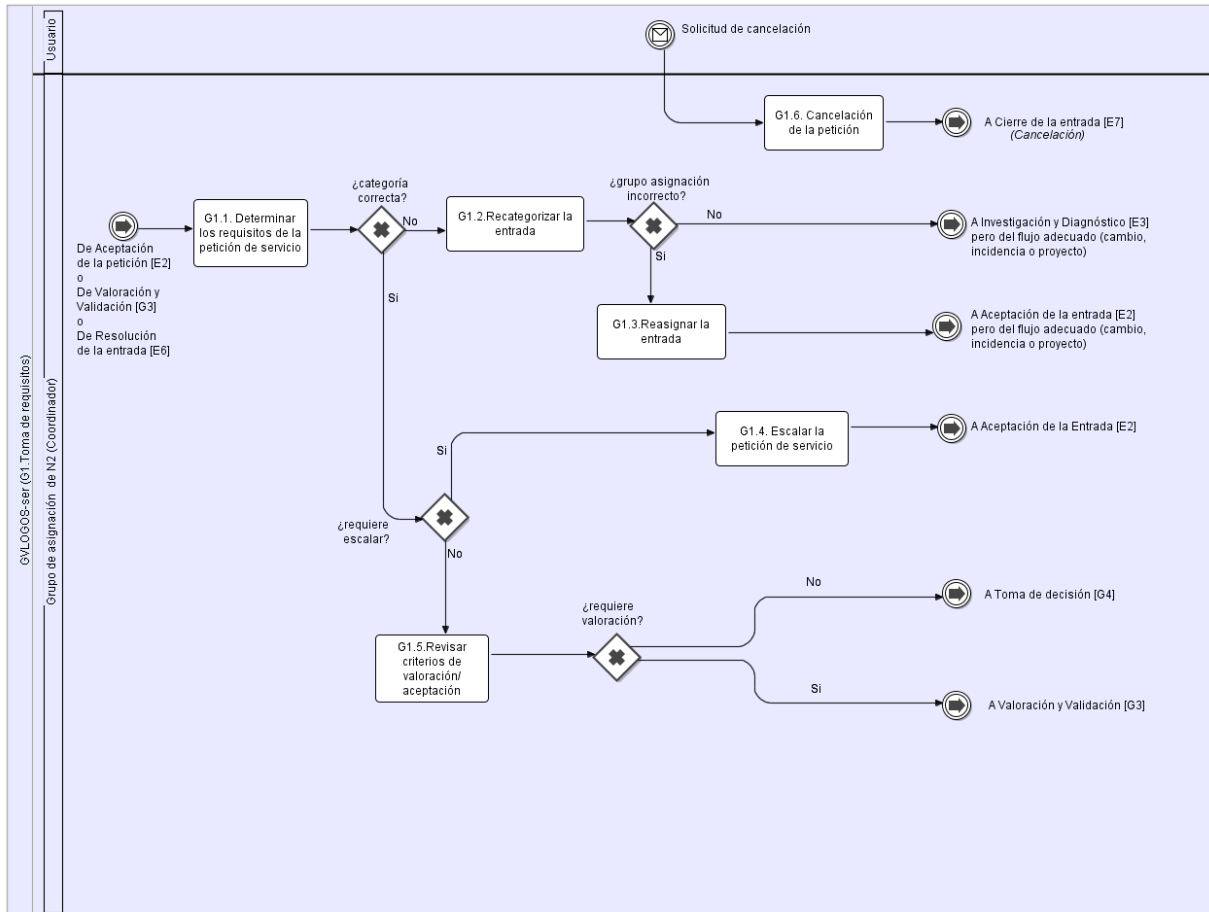 GVLOGOS-ser (G1.Toma de requisitos)
Usuario
Solicitud de cancelación
Grupo de asignación de N2 (Coordinador)
G1.6. Cancelación
de la petición
A Cierre de la entrada [E7]
(Cancelación)
De Aceptación
de la petición [E2]
o
De Valoración y
Validación [G3]
o
De Resolución
de la entrada [E6]
G1.1. Determinar
los requisitos de la
petición de servicio
¿categoría
correcta?
No
Si
G1.2.Recategorizar la
entrada
¿grupo asignación
incorrecto?
No
Si
A Investigación y Diagnóstico [E3]
pero del flujo adecuado (cambio,
incidencia o proyecto)
G1.3.Reasignar la
entrada
A Aceptación de la entrada [E2]
pero del flujo adecuado (cambio,
incidencia o proyecto)
¿requiere
escalar?
Si
No
G1.4. Escalar la
petición de servicio
A Aceptación de la Entrada [E2]
G1.5.Revisar
criterios de
valoración/
aceptación
¿requiere
valoración?
No
Si
A Toma de decisión [G4]
A Valoración y Validación [G3]